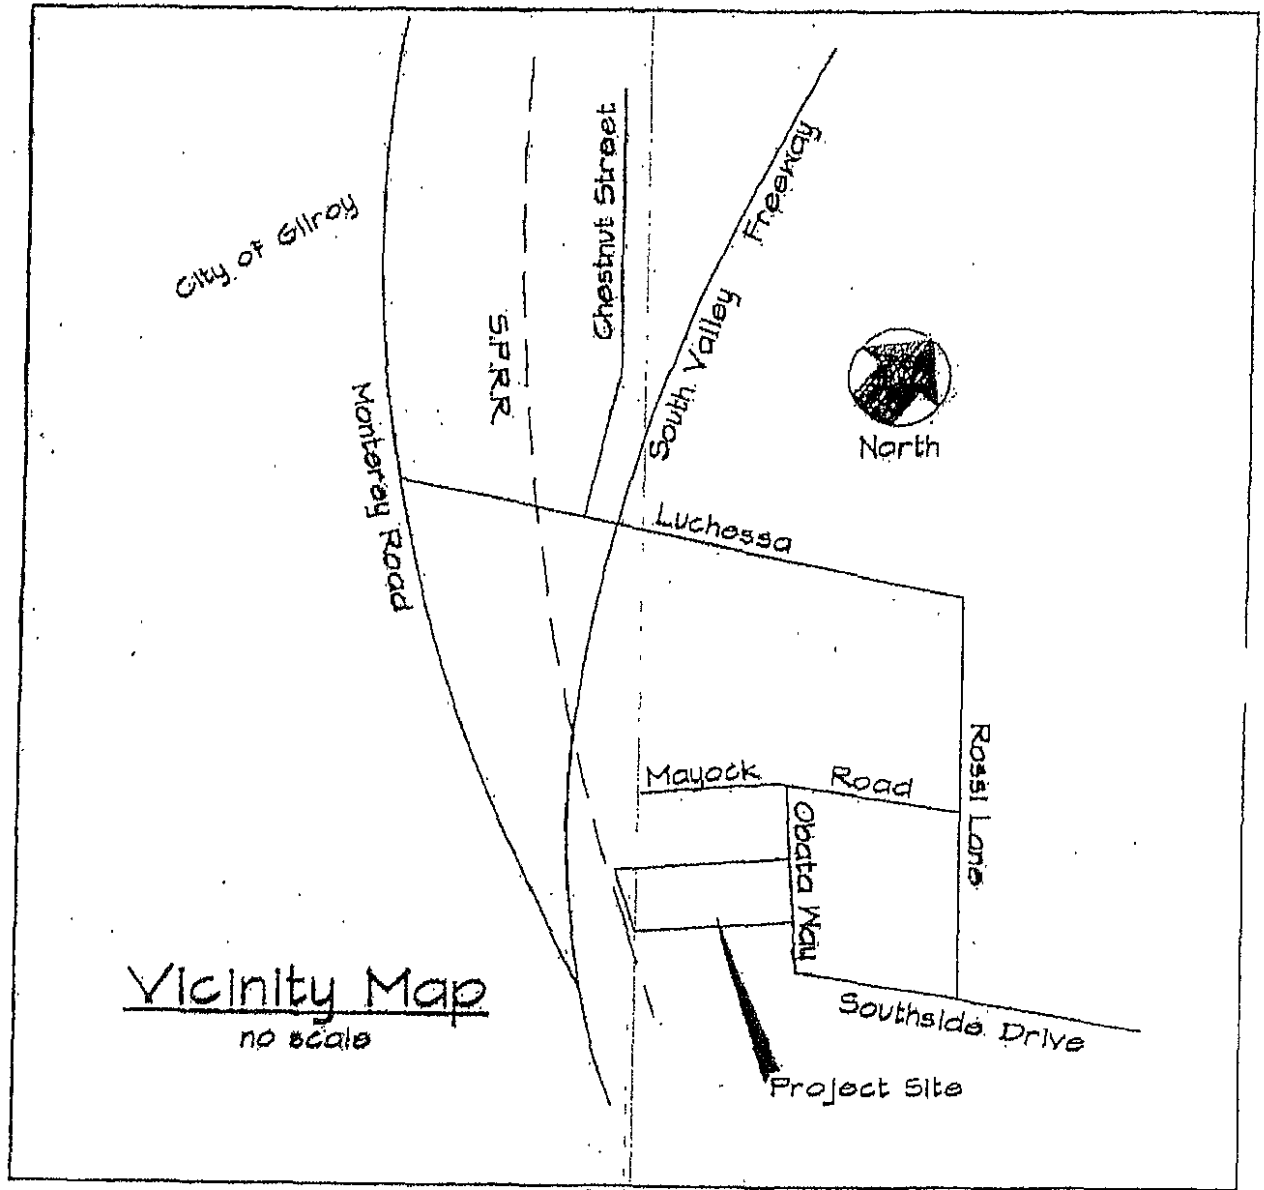 City of Gilroy
Chestnut Street
South Valley Freeway
S.P.R.R.
Monterey Road
North
Luchessa
Rossi Lane
Mayock Road
Obata Way
Vicinity Map
no scale
Southside Drive
Project Site